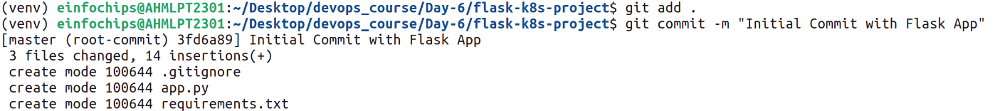 (venv) einfochips@AHMLPT2301:~/Desktop/devops_course/Day-6/flask-k8s-project$ git add .
(venv) einfochips@AHMLPT2301:~/Desktop/devops_course/Day-6/flask-k8s-project$ git commit -m "Initial Commit with Flask App"
[master (root-commit) 3fd6a89] Initial Commit with Flask App
 3 files changed, 14 insertions(+)
 create mode 100644 .gitignore
 create mode 100644 app.py
 create mode 100644 requirements.txt